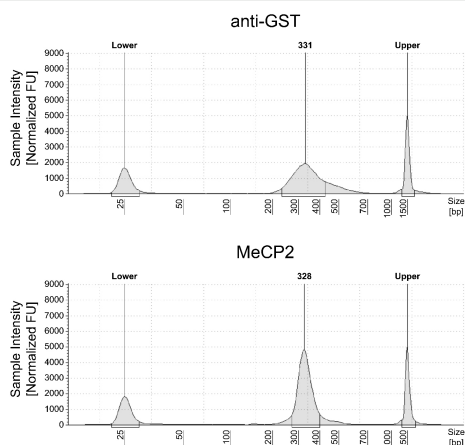 anti-GST
Lower 331 Upper
Sample Intensity
[Normalized FU]
9000
8000
7000
6000
5000
4000
3000
2000
1000
0
25 50 100 200 300 400 500 700 1000 1500 Size
[bp]
MeCP2
Lower 328 Upper
Sample Intensity
[Normalized FU]
9000
8000
7000
6000
5000
4000
3000
2000
1000
0
25 50 100 200 300 400 500 700 Size
[bp]